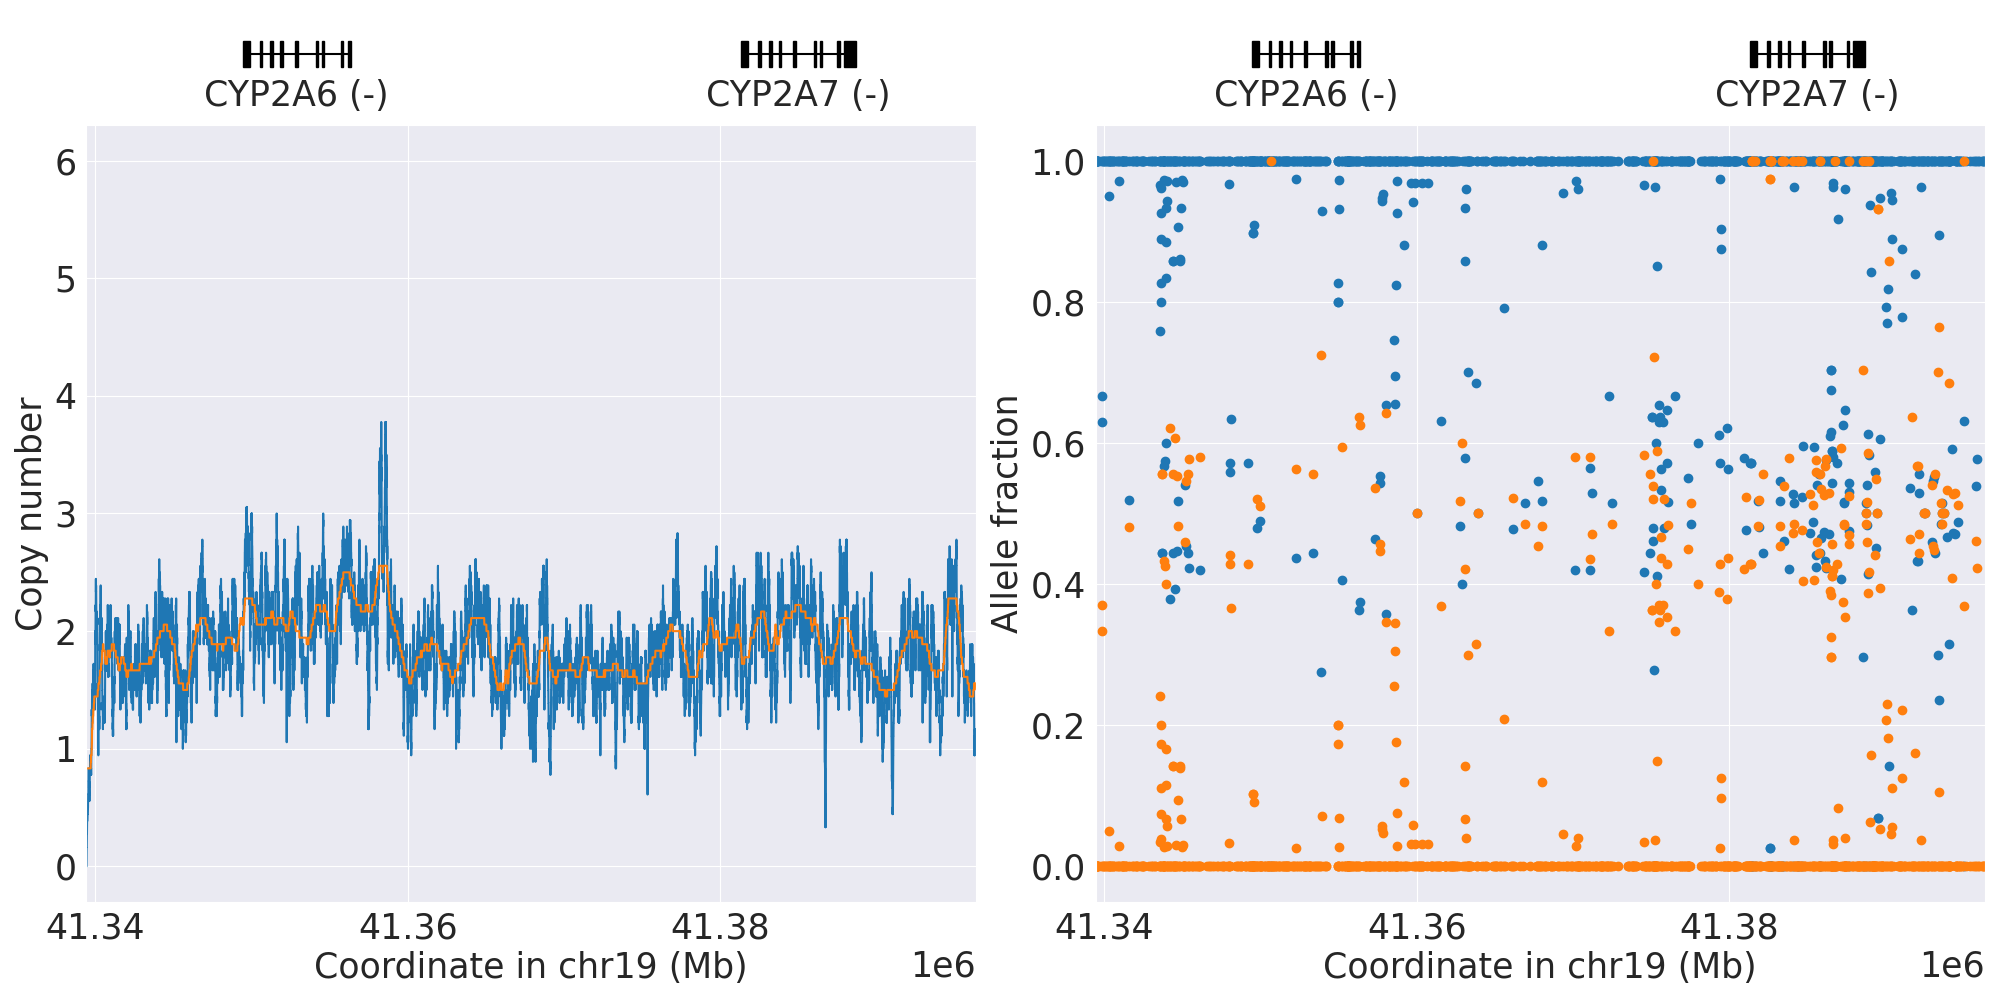 CYP2A6 (-)
CYP2A7 (-)
6
5
4
3
2
1
0
Copy number
41.34
41.36
41.38
Coordinate in chr19 (Mb)
1e6
CYP2A6 (-)
CYP2A7 (-)
1.0
0.8
0.6
0.4
0.2
0.0
Allele fraction
41.34
41.36
41.38
Coordinate in chr19 (Mb)
1e6